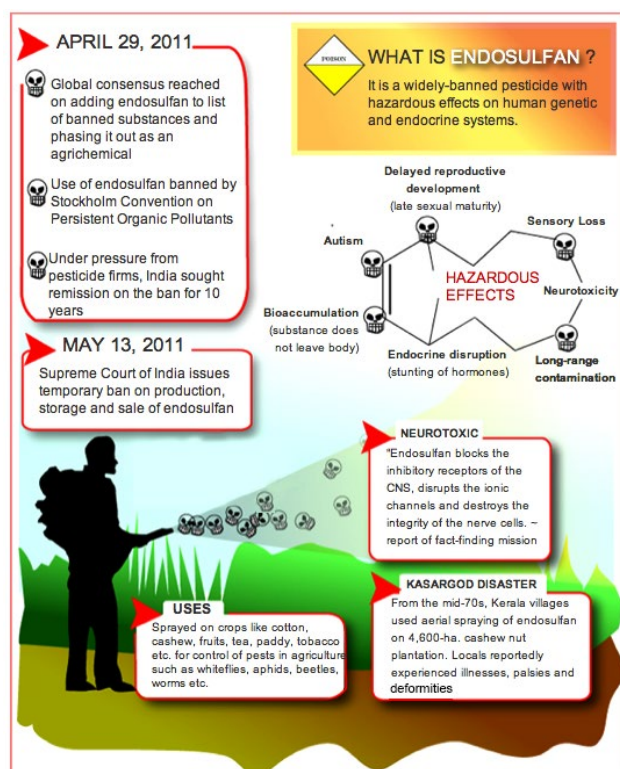 APRIL 29, 2011
Global consensus reached
on adding endosulfan to list
of banned substances and
phasing it out as an
agrichemical
Use of endosulfan banned by
Stockholm Convention on
Persistent Organic Pollutants
Under pressure from
pesticide firms, India sought
remission on the ban for 10
years
MAY 13, 2011
Supreme Court of India issues
temporary ban on production,
storage and sale of endosulfan
POISON
WHAT IS ENDOSULFAN ?
It is a widely-banned pesticide with
hazardous effects on human genetic
and endocrine systems.
Delayed reproductive
development
(late sexual maturity)
Sensory Loss
Autism
HAZARDOUS
EFFECTS
Neurotoxicity
Bioaccumulation
(substance does
not leave body)
Endocrine disruption
(stunting of hormones)
Long-range
contamination
NEUROTOXIC
"Endosulfan blocks the
inhibitory receptors of the
CNS, disrupts the ionic
channels and destroys the
integrity of the nerve cells. ~
report of fact-finding mission
USES
Sprayed on crops like cotton,
cashew, fruits, tea, paddy, tobacco
etc. for control of pests in agriculture
such as whiteflies, aphids, beetles,
worms etc.
KASARGOD DISASTER
From the mid-70s, Kerala villages
used aerial spraying of endosulfan
on 4,600-ha. cashew nut
plantation. Locals reportedly
experienced illnesses, palsies and
deformities